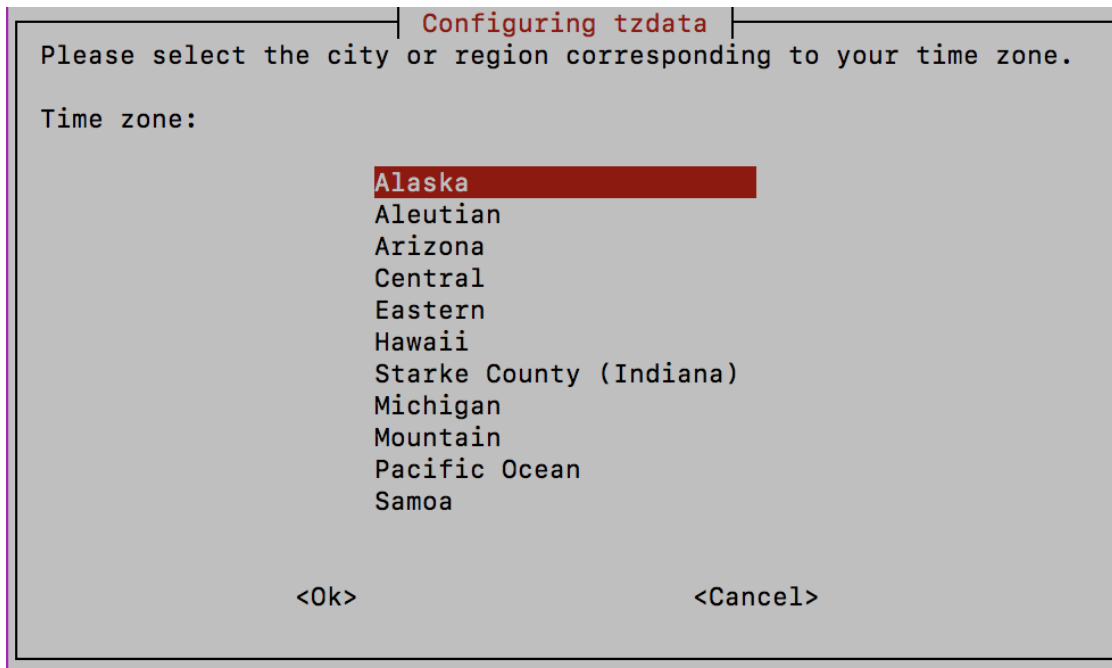 Configuring tzdata
Please select the city or region corresponding to your time zone.
Time zone:
Alaska
Aleutian
Arizona
Central
Eastern
Hawaii
Starke County (Indiana)
Michigan
Mountain
Pacific Ocean
Samoa
<Ok> <Cancel>